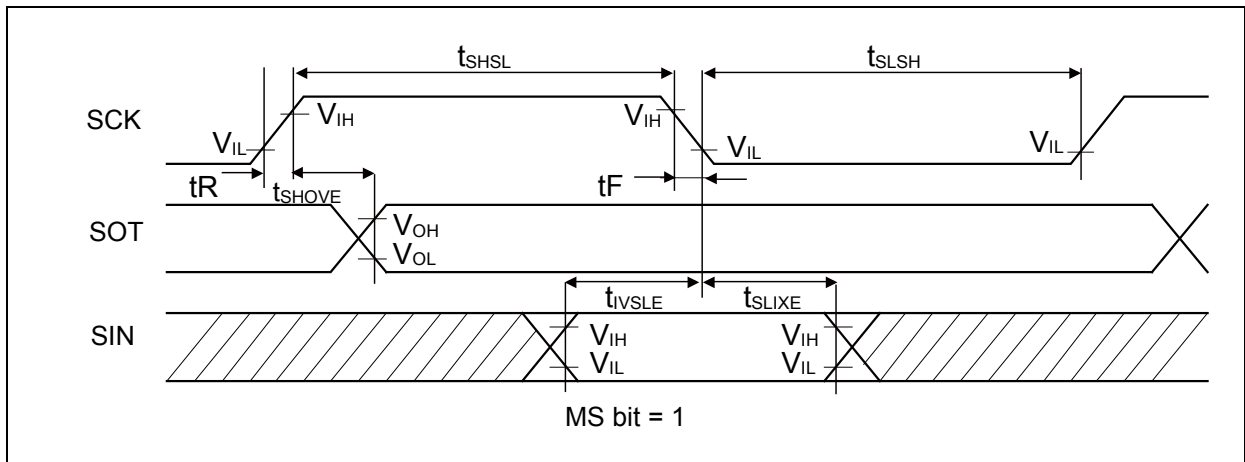 tSHSL
tSLSH
SCK
VIH
VIH
VIL
VIL
VIL
tR
tSHOVE
tF
SOT
VOH
VOL
tIVSLE
tSLIXE
SIN
VIH
VIH
VIL
VIL
MS bit = 1